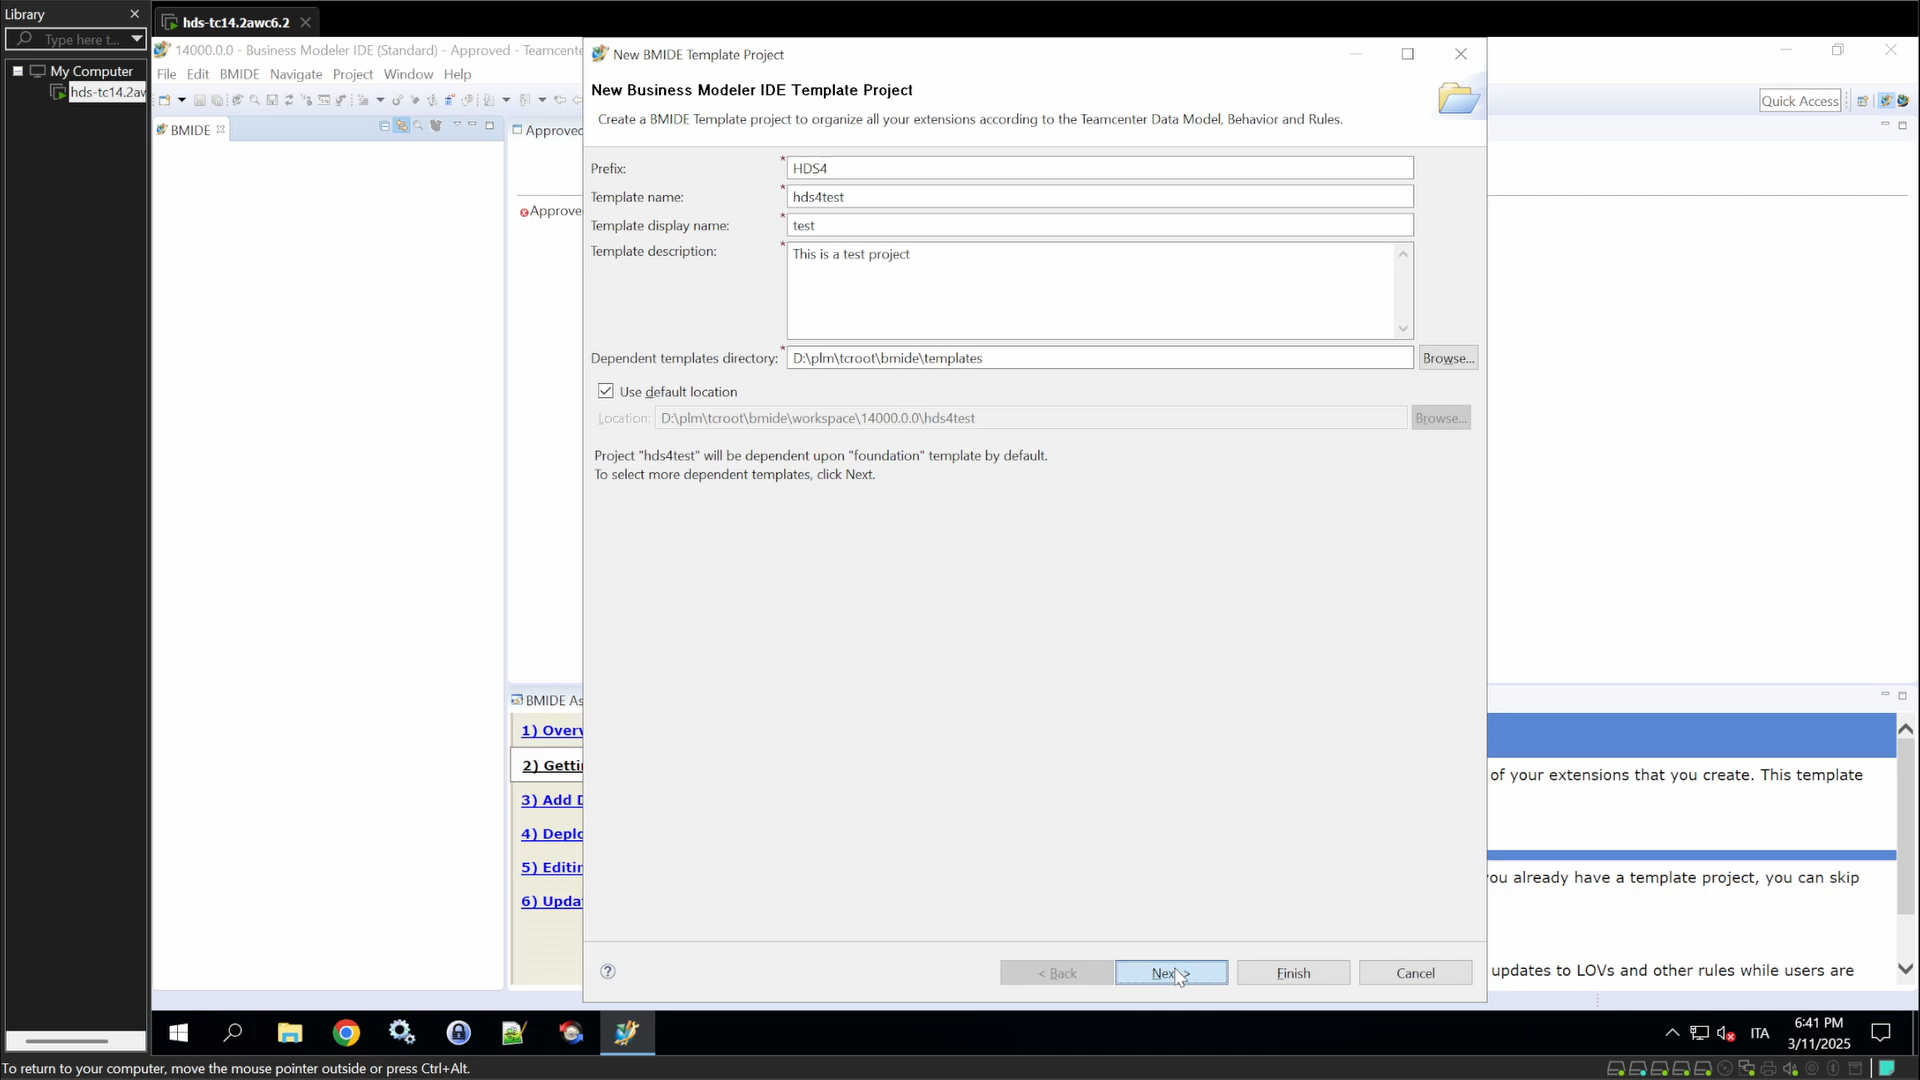 Library
hds-tc14.2awc6.2
Type here t...
My Computer
hds-tc14.2aw
14000.0.0 - Business Modeler IDE (Standard) - Approved - Teamcente
File Edit BMIDE Navigate Project Window Help
Quick Access
BMIDE
Approved
Approve
New BMIDE Template Project
New Business Modeler IDE Template Project
Create a BMIDE Template project to organize all your extensions according to the Teamcenter Data Model, Behavior and Rules.
Prefix: * HDS4
Template name: * hds4test
Template display name: * test
Template description: * This is a test project
Dependent templates directory: * D:\plm\tcroot\bmide\templates Browse...
Use default location
Location: D:\plm\tcroot\bmide\workspace\14000.0.0\hds4test Browse...
Project "hds4test" will be dependent upon "foundation" template by default.
To select more dependent templates, click Next.
BMIDE As
1) Overv
2) Getti
3) Add D
4) Deplo
5) Editin
6) Upda
of your extensions that you create. This template
you already have a template project, you can skip
updates to LOVs and other rules while users are
? < Back Next > Finish Cancel
ITA
6:41 PM
3/11/2025
To return to your computer, move the mouse pointer outside or press Ctrl+Alt.